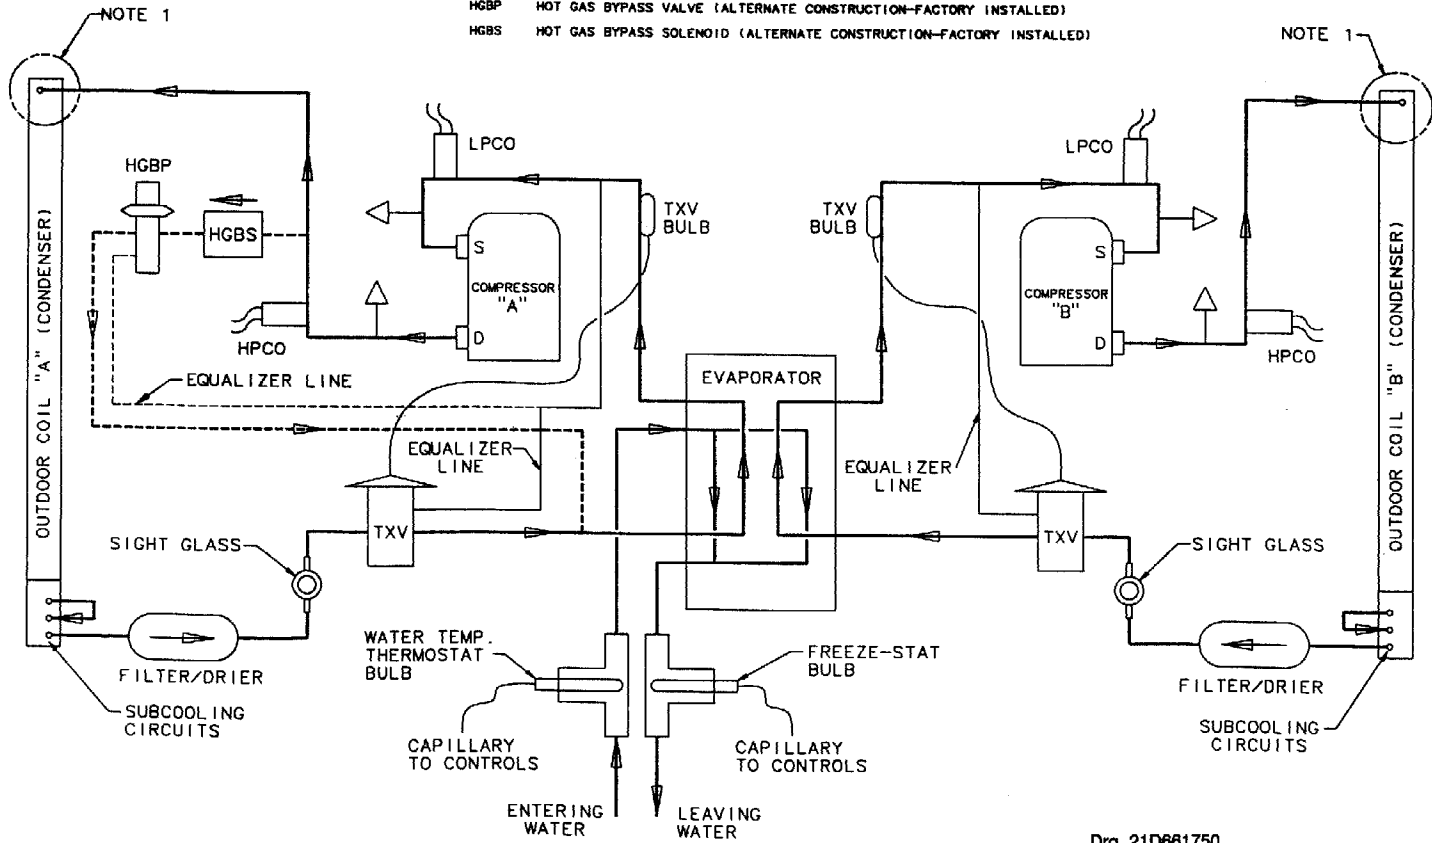 HGBP HOT GAS BYPASS VALVE (ALTERNATE CONSTRUCTION-FACTORY INSTALLED)
HGBS HOT GAS BYPASS SOLENOID (ALTERNATE CONSTRUCTION-FACTORY INSTALLED)
NOTE 1
NOTE 1
LPCO
LPCO
HGBP
HGBS
TXV
BULB
TXV
BULB
S
COMPRESSOR
"A"
D
S
COMPRESSOR
"B"
D
HPCO
HPCO
EQUALIZER LINE
EVAPORATOR
OUTDOOR COIL "A" (CONDENSER)
OUTDOOR COIL "B" (CONDENSER)
EQUALIZER
LINE
EQUALIZER
LINE
TXV
TXV
SIGHT GLASS
SIGHT GLASS
FILTER/DRIER
FILTER/DRIER
WATER TEMP.
THERMOSTAT
BULB
FREEZE-STAT
BULB
SUBCOOLING
CIRCUITS
SUBCOOLING
CIRCUITS
CAPILLARY
TO CONTROLS
CAPILLARY
TO CONTROLS
ENTERING
WATER
LEAVING
WATER
Drg. 21D661750